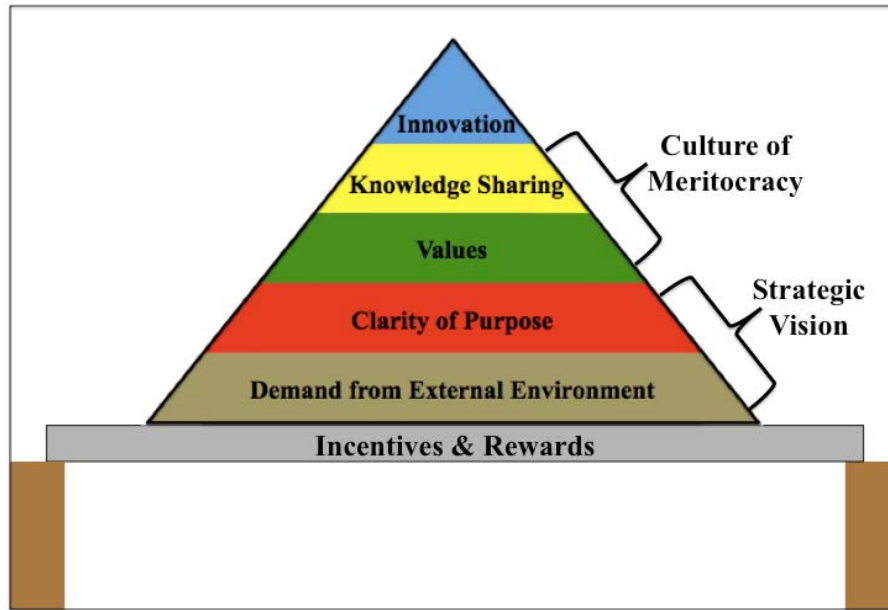 Innovation
Knowledge Sharing
Values
Clarity of Purpose
Demand from External Environment
Incentives & Rewards
Culture of
Meritocracy
Strategic
Vision